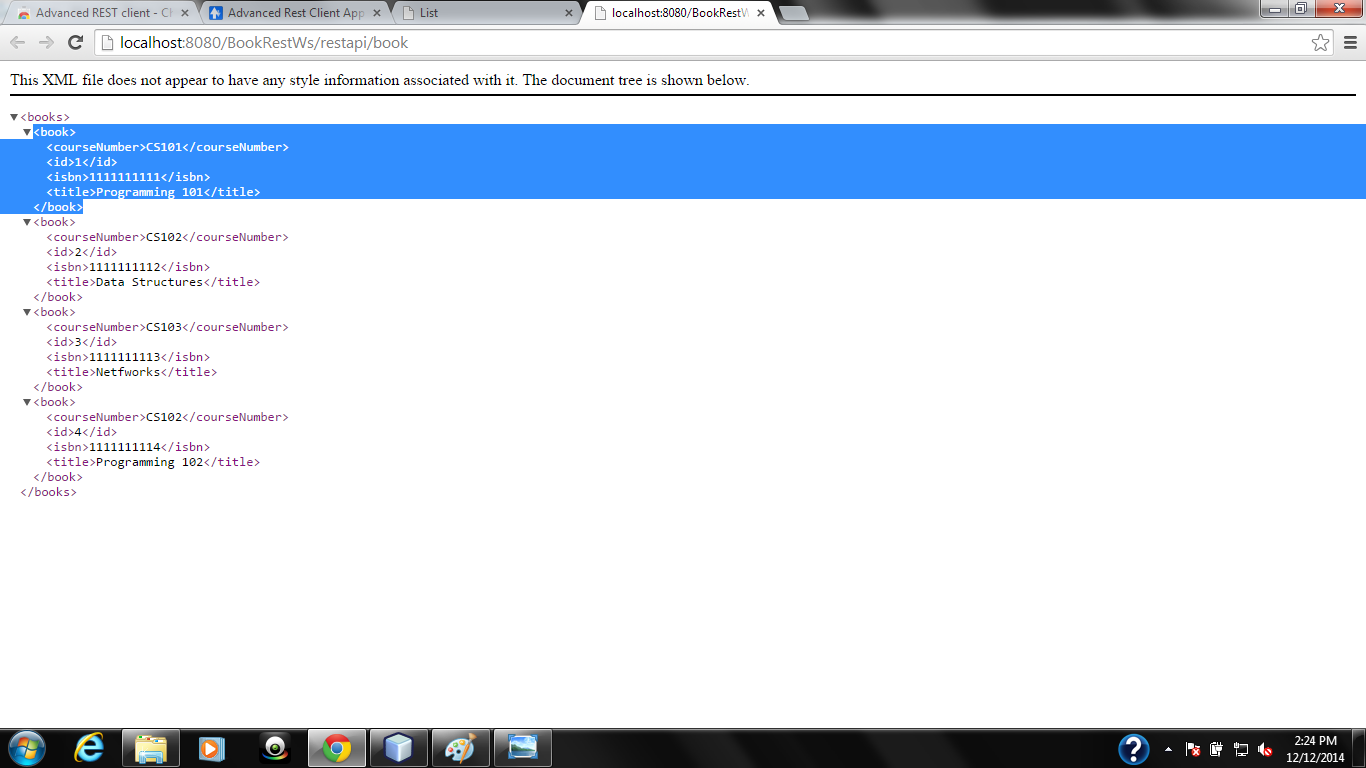 Advanced REST client - Ch
Advanced Rest Client App
List
localhost:8080/BookRestW
localhost:8080/BookRestWs/restapi/book
This XML file does not appear to have any style information associated with it. The document tree is shown below.
<books>
<book>
<courseNumber>CS101</courseNumber>
<id>1</id>
<isbn>1111111111</isbn>
<title>Programming 101</title>
</book>
<book>
<courseNumber>CS102</courseNumber>
<id>2</id>
<isbn>1111111112</isbn>
<title>Data Structures</title>
</book>
<book>
<courseNumber>CS103</courseNumber>
<id>3</id>
<isbn>1111111113</isbn>
<title>Netfworks</title>
</book>
<book>
<courseNumber>CS102</courseNumber>
<id>4</id>
<isbn>1111111114</isbn>
<title>Programming 102</title>
</book>
</books>
2:24 PM
12/12/2014